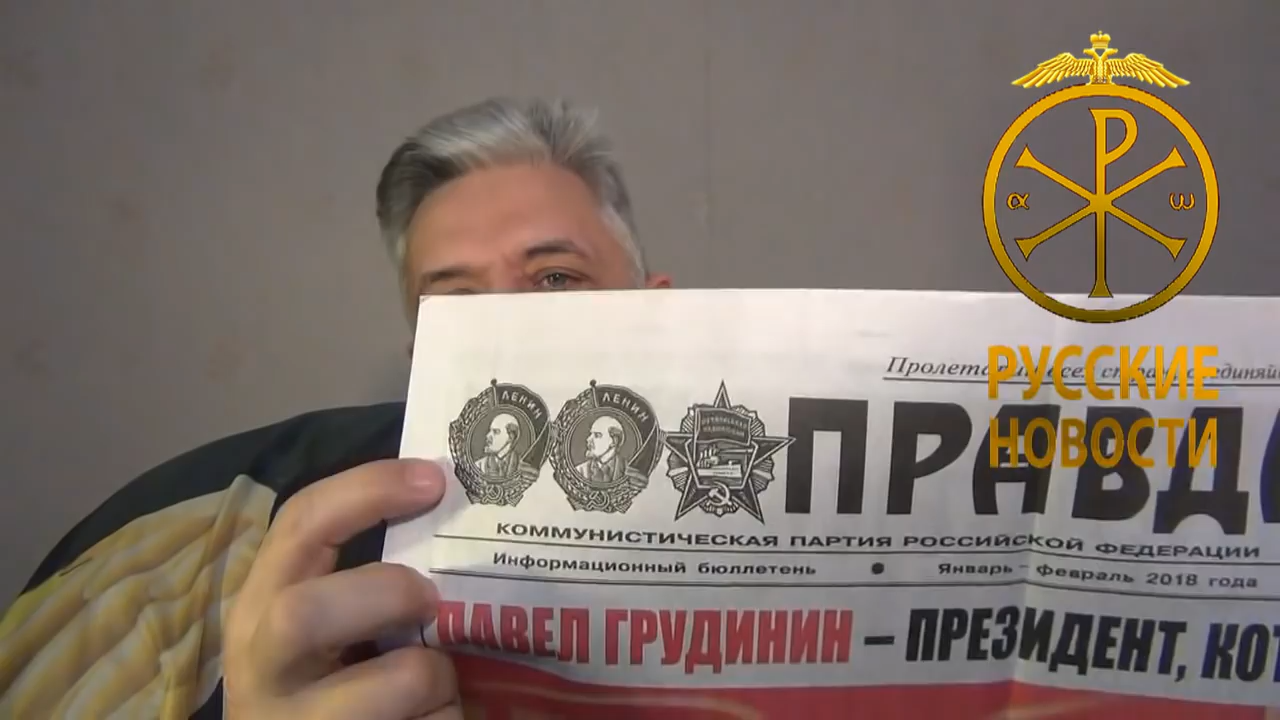 Р
α ω
РУССКИЕ
НОВОСТИ
ЛЕНИН ЛЕНИН
ПРАВД
КОММУНИСТИЧЕСКАЯ ПАРТИЯ РОССИЙСКОЙ ФЕДЕРАЦИИ
Информационный бюллетень • Январь – февраль 2018 года
ПАВЕЛ ГРУДИНИН – ПРЕЗИДЕНТ, КОТ